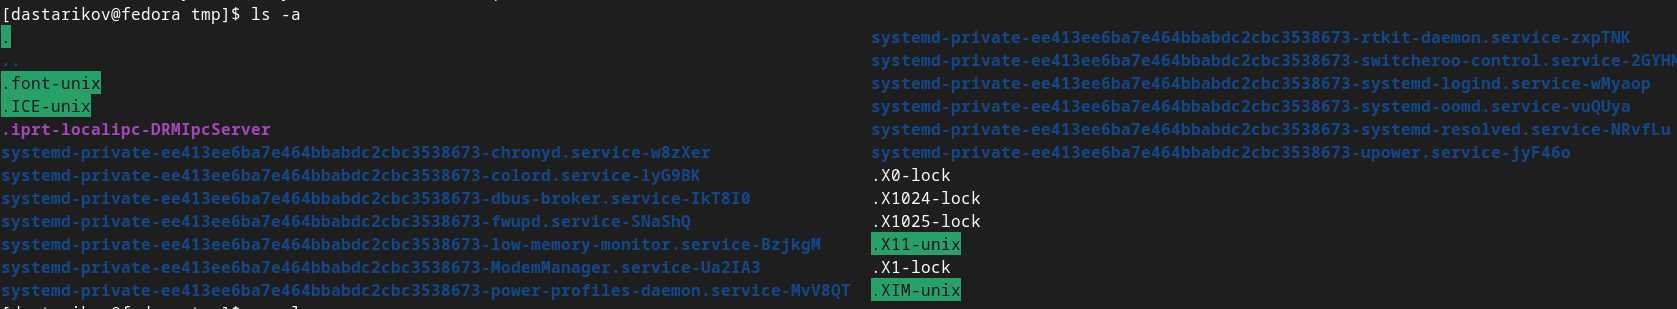 [dastarikov@fedora tmp]$ ls -a
.
..
.font-unix
.ICE-unix
.iprt-localipc-DRMIpcServer
systemd-private-ee413ee6ba7e464bbabdc2cbc3538673-chronyd.service-w8zXer
systemd-private-ee413ee6ba7e464bbabdc2cbc3538673-colord.service-lyG9BK
systemd-private-ee413ee6ba7e464bbabdc2cbc3538673-dbus-broker.service-IkT8I0
systemd-private-ee413ee6ba7e464bbabdc2cbc3538673-fwupd.service-SNaShQ
systemd-private-ee413ee6ba7e464bbabdc2cbc3538673-low-memory-monitor.service-BzjkgM
systemd-private-ee413ee6ba7e464bbabdc2cbc3538673-ModemManager.service-Ua2IA3
systemd-private-ee413ee6ba7e464bbabdc2cbc3538673-power-profiles-daemon.service-MvV8QT
systemd-private-ee413ee6ba7e464bbabdc2cbc3538673-rtkit-daemon.service-zxpTNK
systemd-private-ee413ee6ba7e464bbabdc2cbc3538673-switcheroo-control.service-2GYHM
systemd-private-ee413ee6ba7e464bbabdc2cbc3538673-systemd-logind.service-wMyaop
systemd-private-ee413ee6ba7e464bbabdc2cbc3538673-systemd-oomd.service-vuQUya
systemd-private-ee413ee6ba7e464bbabdc2cbc3538673-systemd-resolved.service-NRvfLu
systemd-private-ee413ee6ba7e464bbabdc2cbc3538673-upower.service-jyF46o
.X0-lock
.X1024-lock
.X1025-lock
.X11-unix
.X1-lock
.XIM-unix